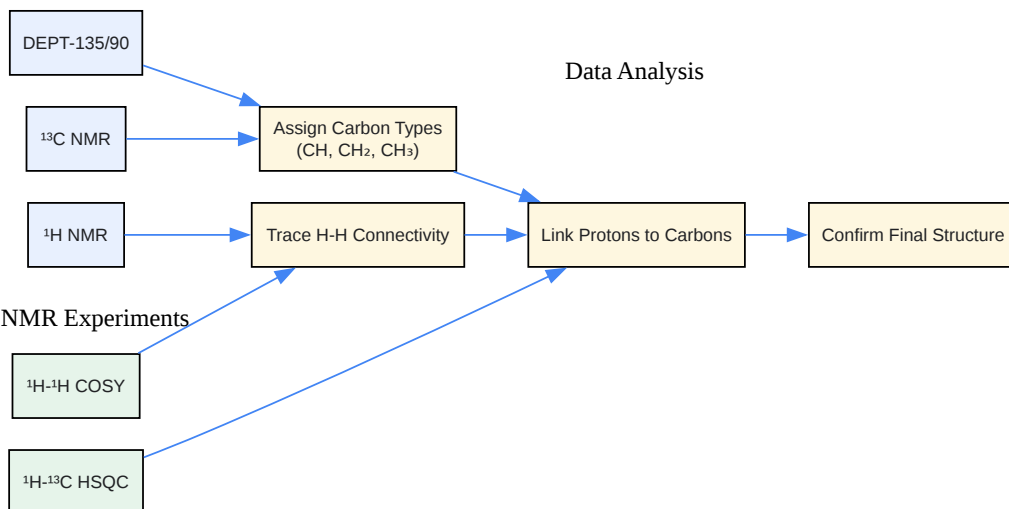 DEPT-135/90
Data Analysis
¹³C NMR
Assign Carbon Types
(CH, CH₂, CH₃)
¹H NMR
Trace H-H Connectivity
Link Protons to Carbons
Confirm Final Structure
NMR Experiments
¹H-¹H COSY
¹H-¹³C HSQC